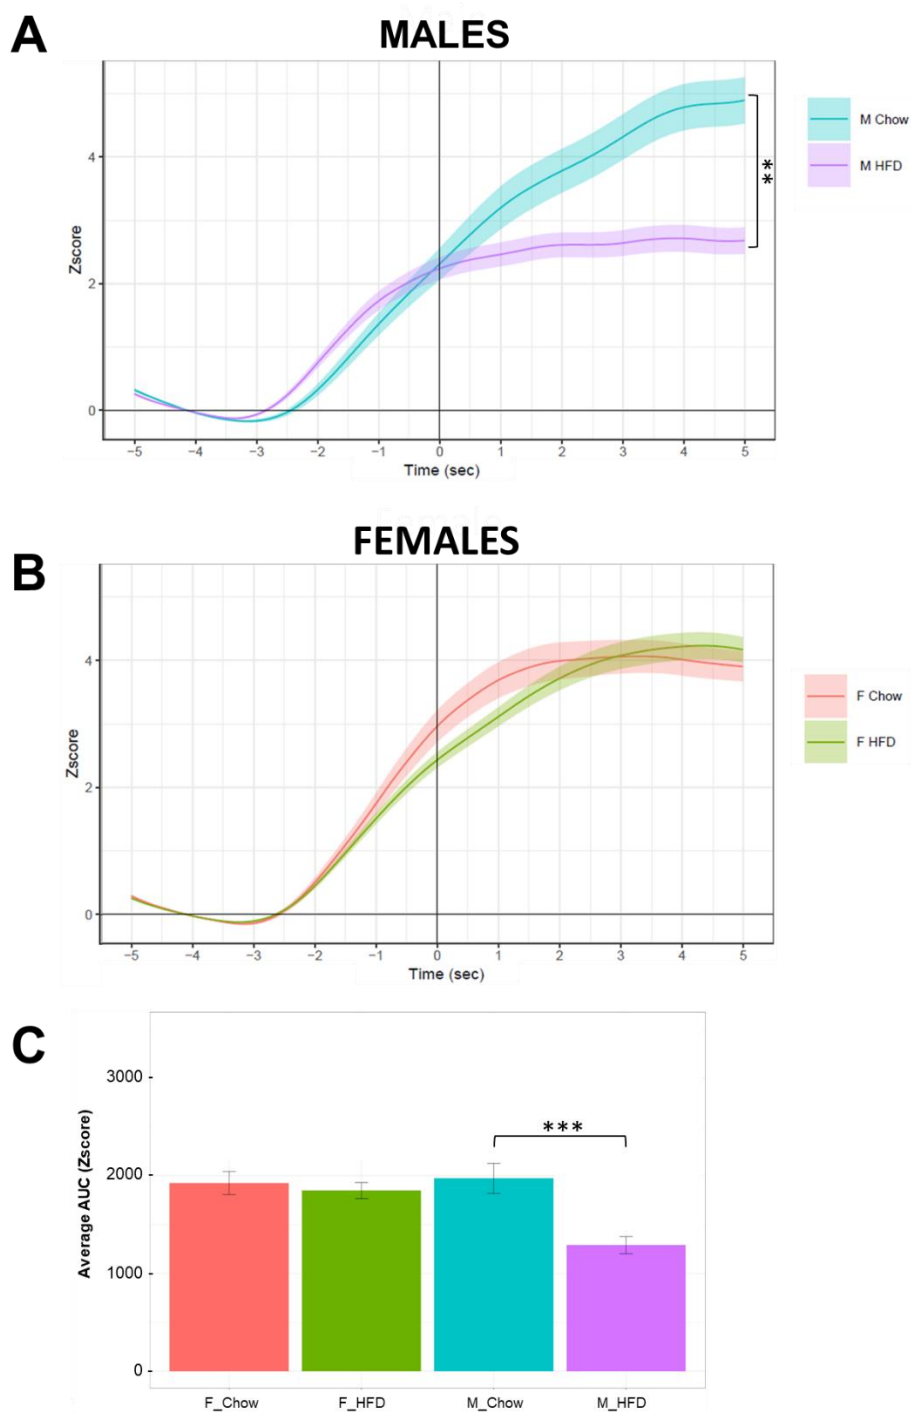 A
MALES
4
2
0
Zscore
−5 −4 −3 −2 −1 0 1 2 3 4 5
Time (sec)
**
M Chow
M HFD
B
FEMALES
4
2
0
Zscore
−5 −4 −3 −2 −1 0 1 2 3 4 5
Time (sec)
F Chow
F HFD
C
3000
2000
1000
0
Average AUC (Zscore)
***
F_Chow F_HFD M_Chow M_HFD